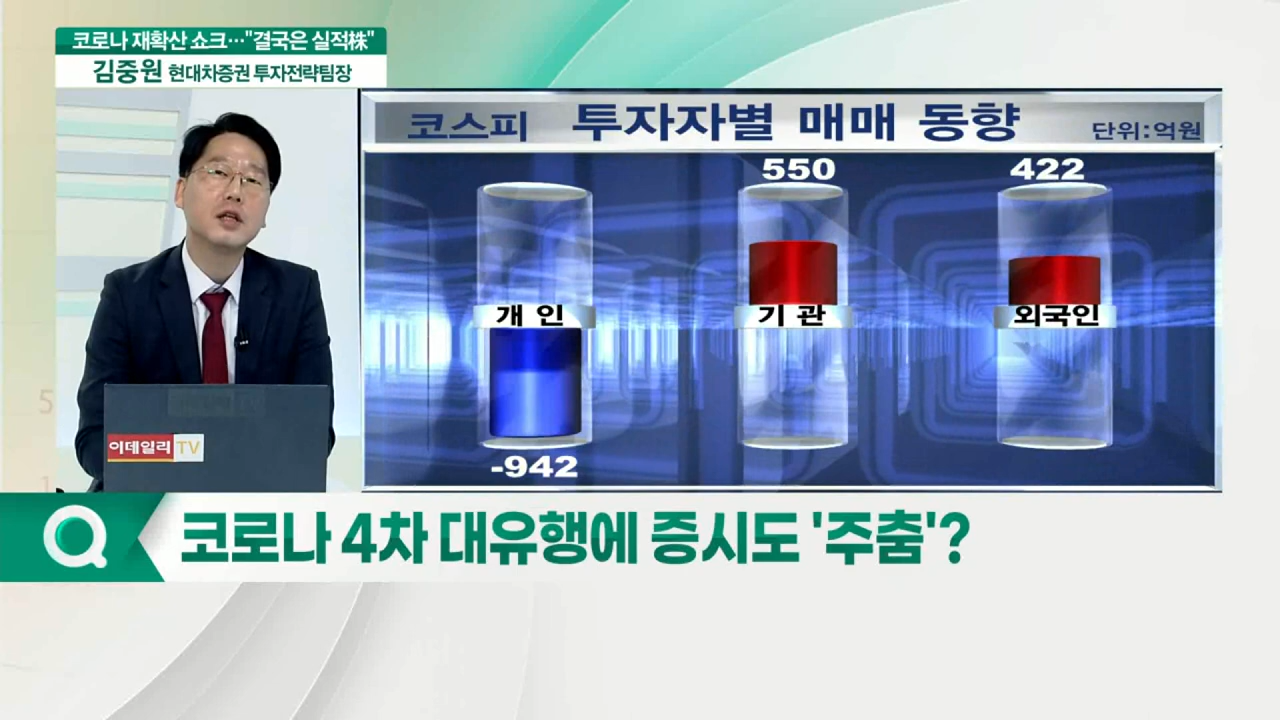 코로나 재확산 쇼크…"결국은 실적株"
김중원 현대차증권 투자전략팀장
코스피 투자자별 매매 동향 단위:억원
550 422
개 인 기 관 외국인
-942
이데일리 TV
Q 코로나 4차 대유행에 증시도 '주춤'?